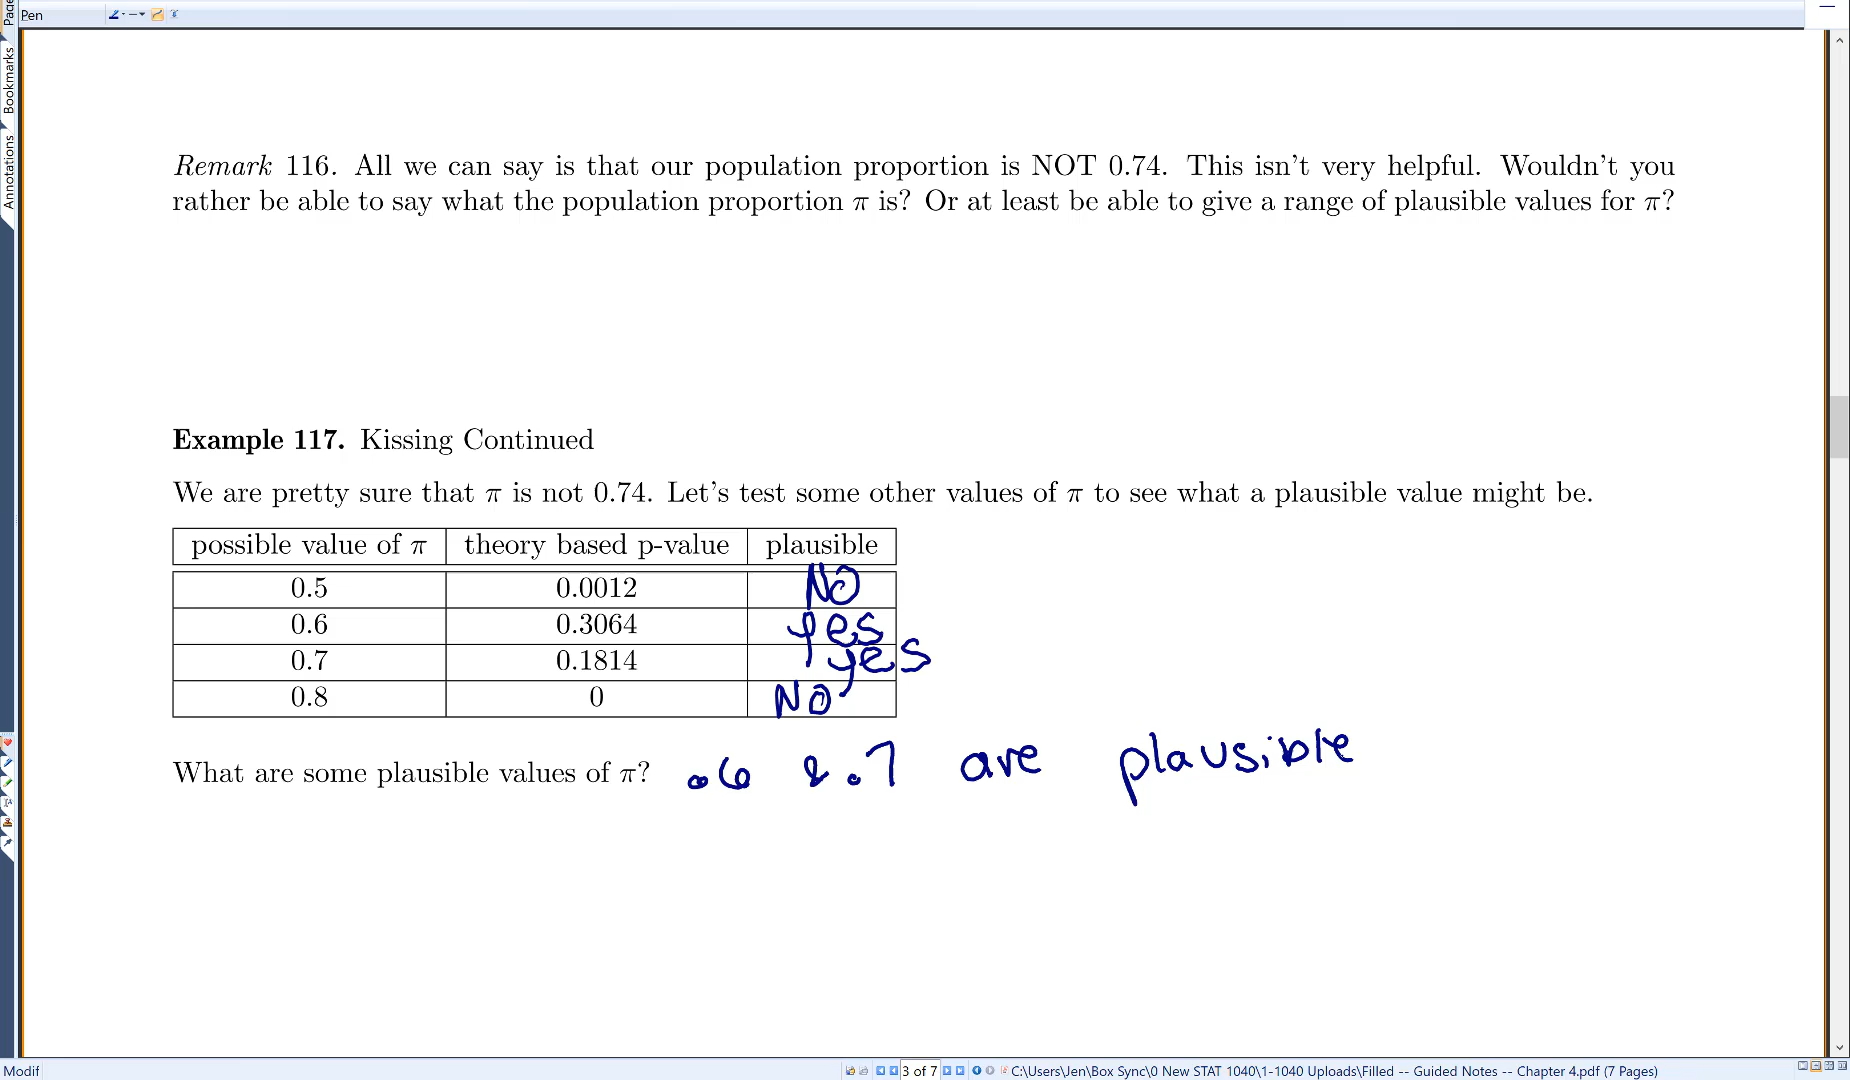 Pen
Page
Bookmarks
Annotations
Remark 116. All we can say is that our population proportion is NOT 0.74. This isn't very helpful. Wouldn't you
rather be able to say what the population proportion π is? Or at least be able to give a range of plausible values for π?
Example 117. Kissing Continued
We are pretty sure that π is not 0.74. Let's test some other values of π to see what a plausible value might be.
possible value of π theory based p-value plausible
0.5 0.0012 NO
0.6 0.3064 yes
0.7 0.1814 yes
0.8 0 NO
What are some plausible values of π? .6 & .7 are plausible
Modif 3 of 7 C:\Users\Jen\Box Sync\0 New STAT 1040\1-1040 Uploads\Filled -- Guided Notes -- Chapter 4.pdf (7 Pages)